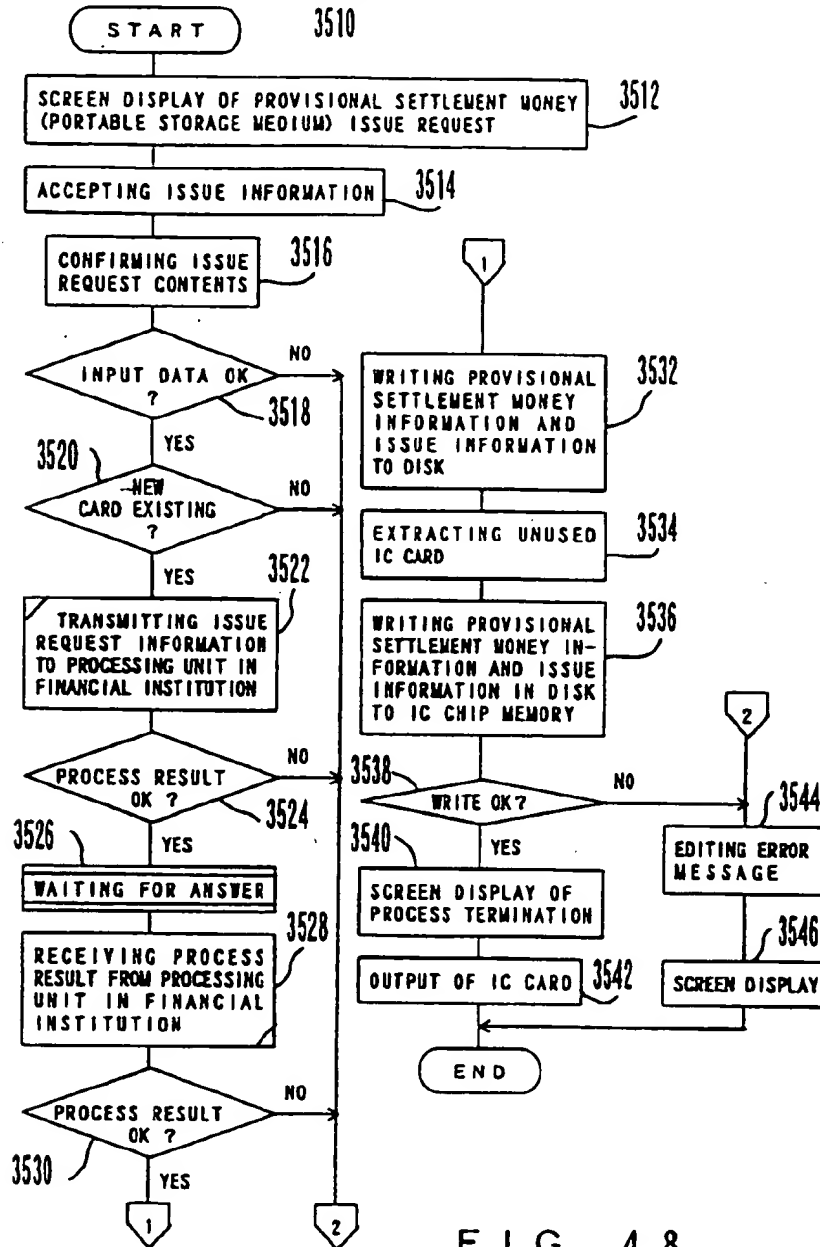 START
3510
SCREEN DISPLAY OF PROVISIONAL SETTLEMENT MONEY
(PORTABLE STORAGE MEDIUM) ISSUE REQUEST
3512
ACCEPTING ISSUE INFORMATION
3514
CONFIRMING ISSUE
REQUEST CONTENTS
3516
INPUT DATA OK
?
NO
3518
YES
3520
NEW
CARD EXISTING
?
NO
YES
3522
TRANSMITTING ISSUE
REQUEST INFORMATION
TO PROCESSING UNIT IN
FINANCIAL INSTITUTION
PROCESS RESULT
OK ?
NO
3524
YES
3526
WAITING FOR ANSWER
RECEIVING PROCESS
RESULT FROM PROCESSING
UNIT IN FINANCIAL
INSTITUTION
3528
PROCESS RESULT
OK ?
NO
3530
YES
1
2
1
WRITING PROVISIONAL
SETTLEMENT MONEY
INFORMATION AND
ISSUE INFORMATION
TO DISK
3532
EXTRACTING UNUSED
IC CARD
3534
WRITING PROVISIONAL
SETTLEMENT MONEY IN-
FORMATION AND ISSUE
INFORMATION IN DISK
TO IC CHIP MEMORY
3536
3538
WRITE OK?
NO
YES
3540
SCREEN DISPLAY OF
PROCESS TERMINATION
OUTPUT OF IC CARD
3542
END
2
3544
EDITING ERROR
MESSAGE
3546
SCREEN DISPLAY
FIG. 48